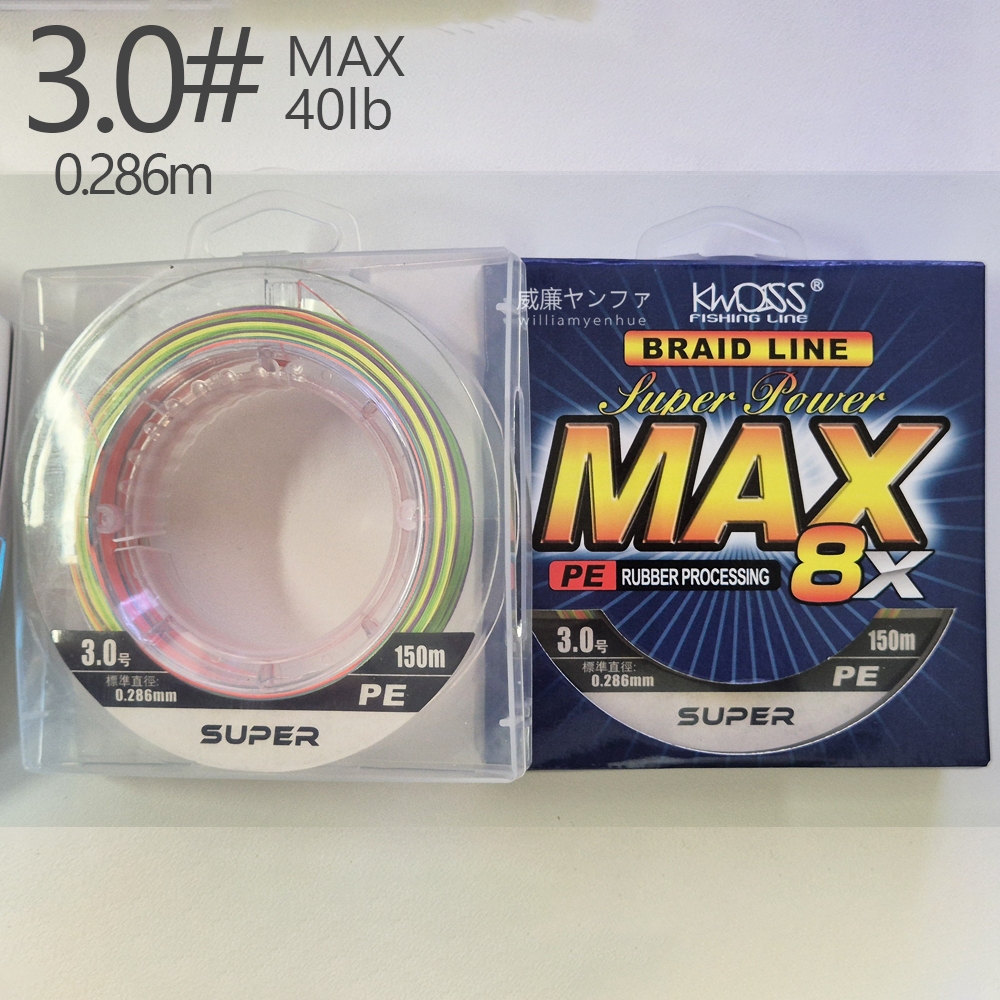 3.0# MAX
40lb
0.286m
威廉ヤンファ
williamyenhue
KWOSS®
FISHING LINE
BRAID LINE
Super Power
MAX
8x
PE RUBBER PROCESSING
3.0号 150m
標準直徑:
0.286mm PE
SUPER
3.0号 150m
標準直徑:
0.286mm PE
SUPER